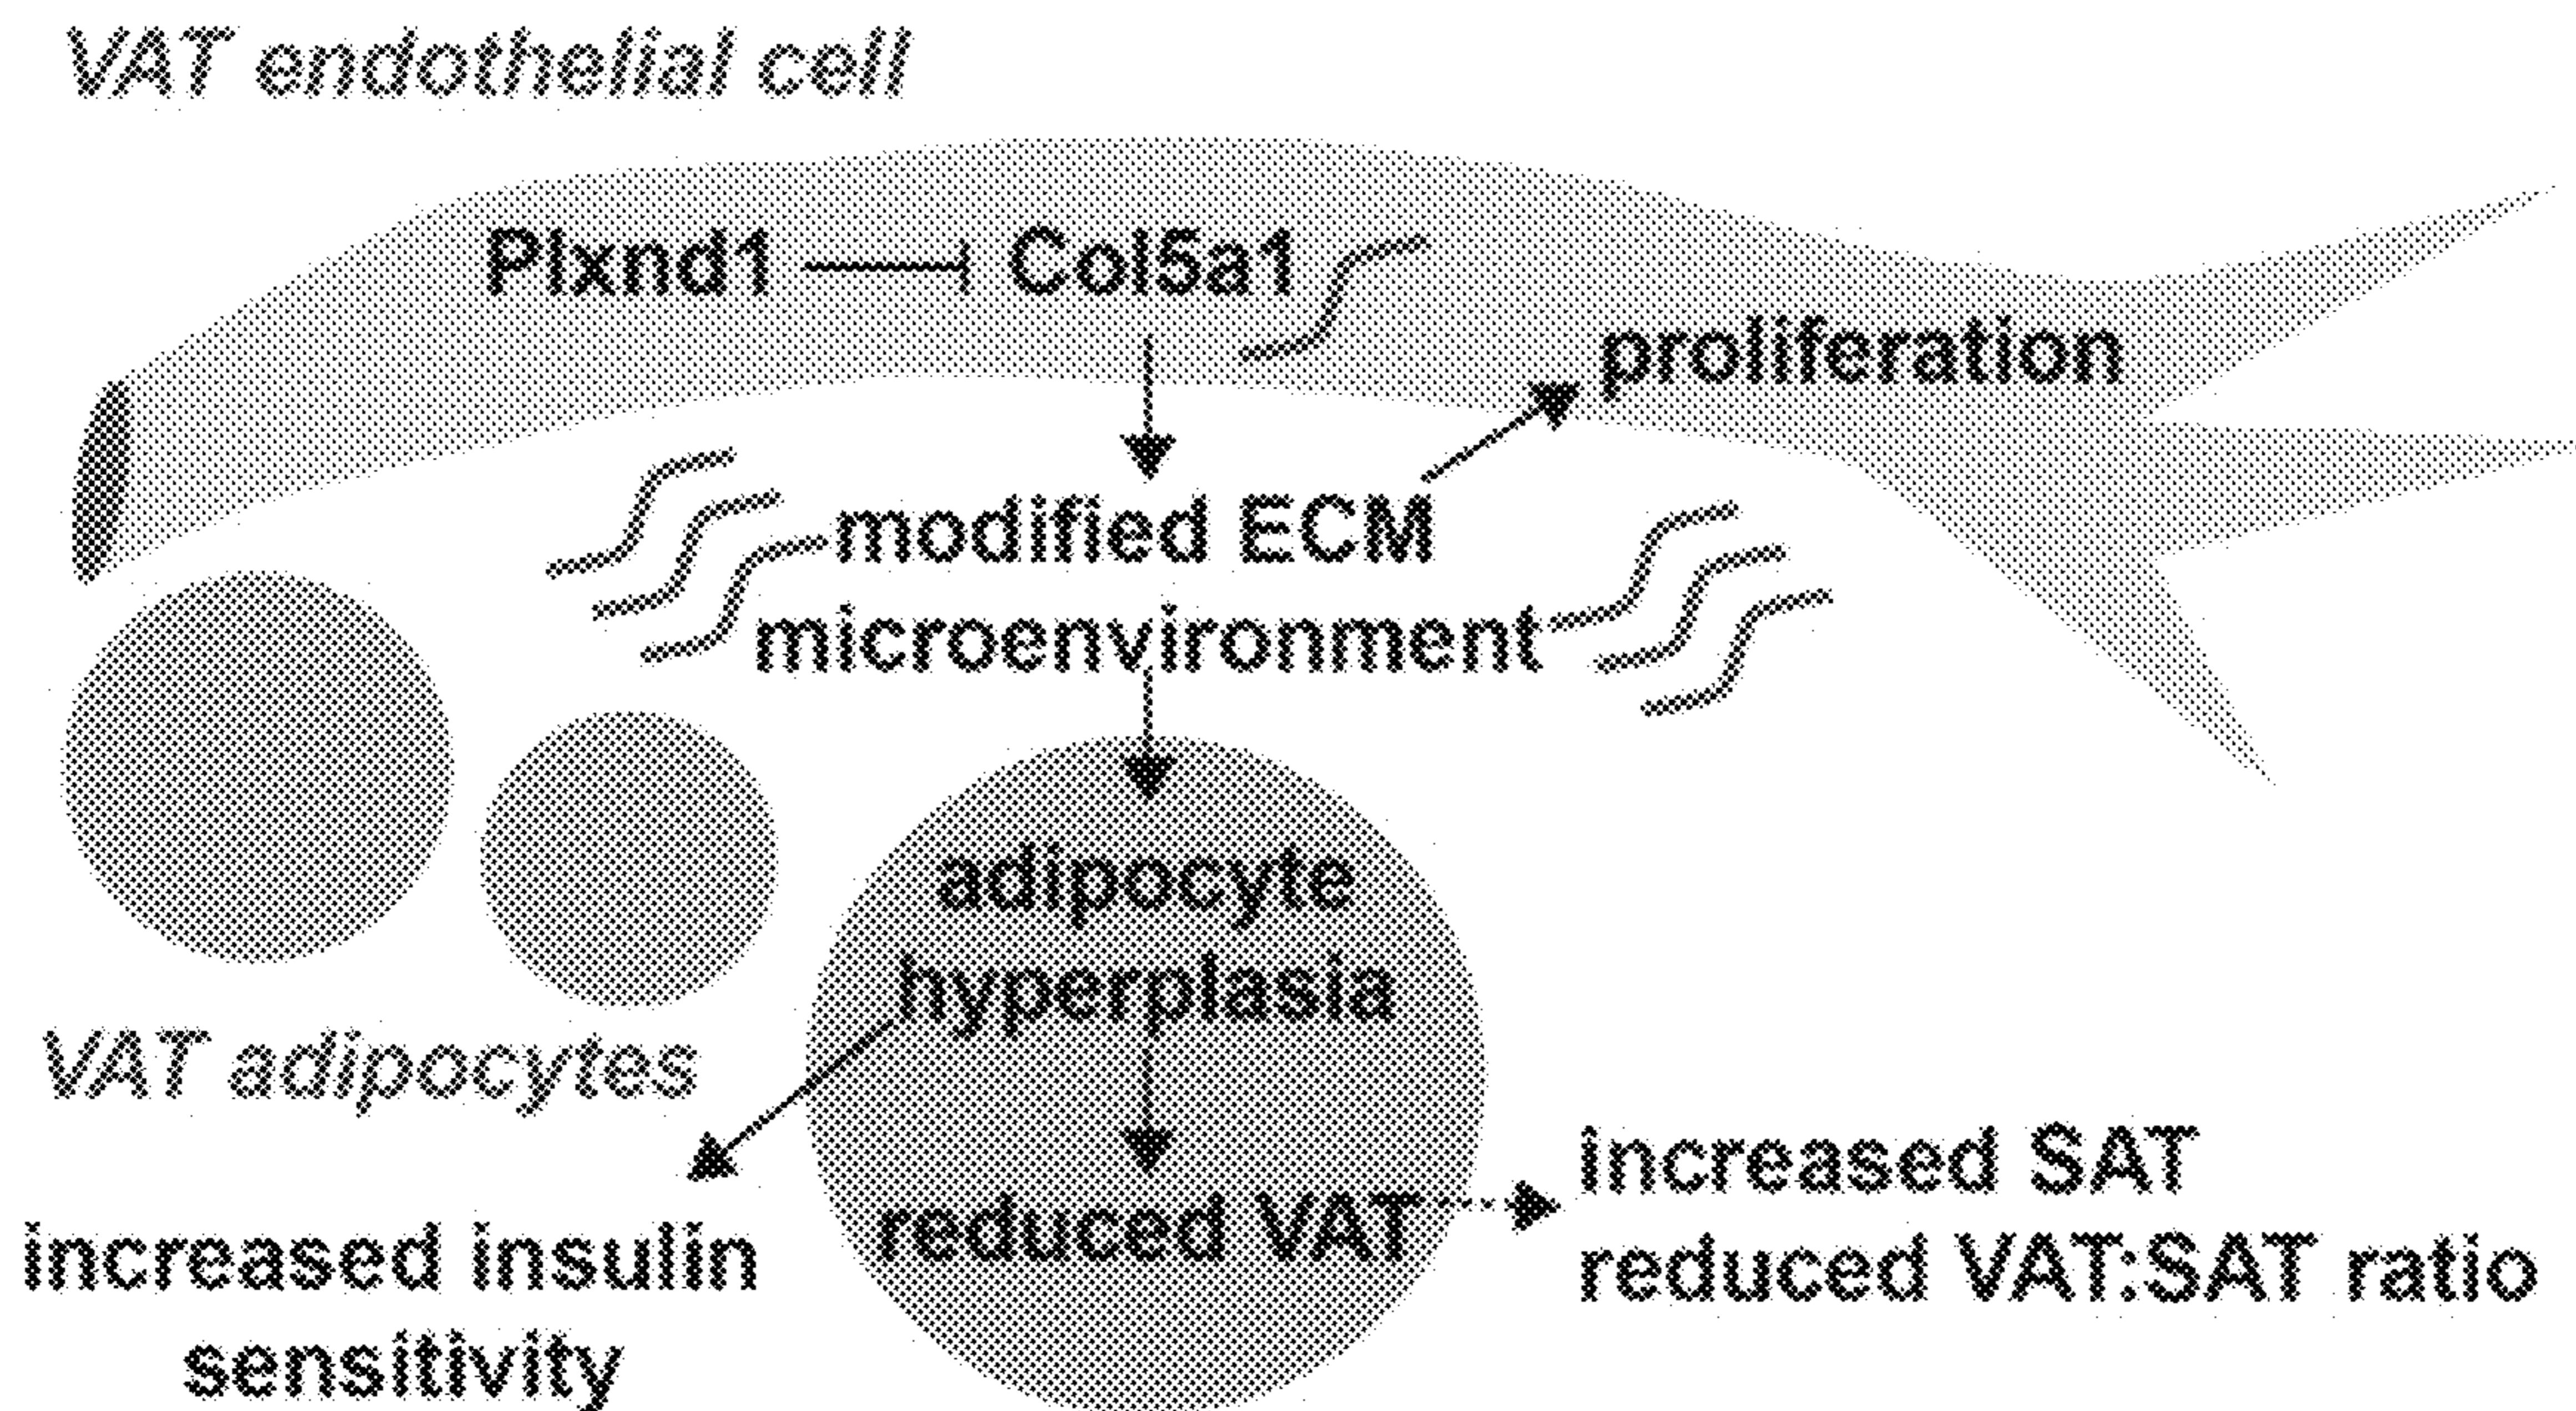 VAT endothelial cell
Plxnd1 Col5a1
proliferation
modified ECM
microenvironment
adipocyte
hyperplasia
VAT adipocytes
reduced VAT
increased insulin
sensitivity
increased SAT
reduced VAT:SAT ratio